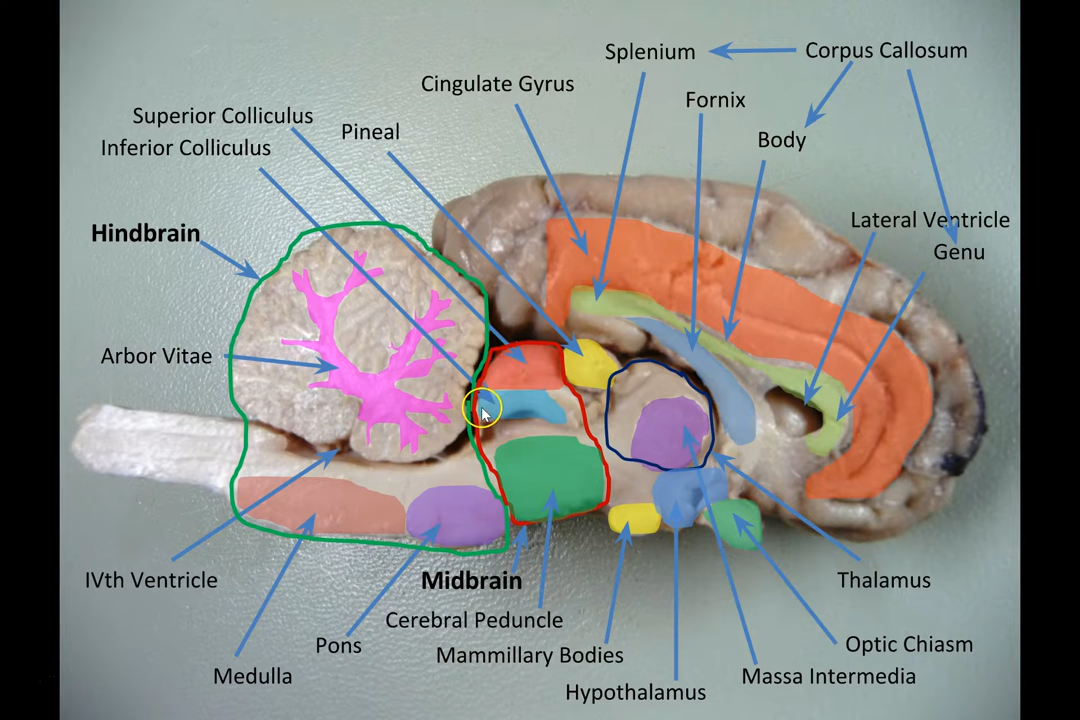 Splenium
Corpus Callosum
Cingulate Gyrus
Fornix
Superior Colliculus
Pineal
Body
Inferior Colliculus
Lateral Ventricle
Hindbrain
Genu
Arbor Vitae
IVth Ventricle
Midbrain
Thalamus
Cerebral Peduncle
Pons
Optic Chiasm
Mammillary Bodies
Medulla
Massa Intermedia
Hypothalamus